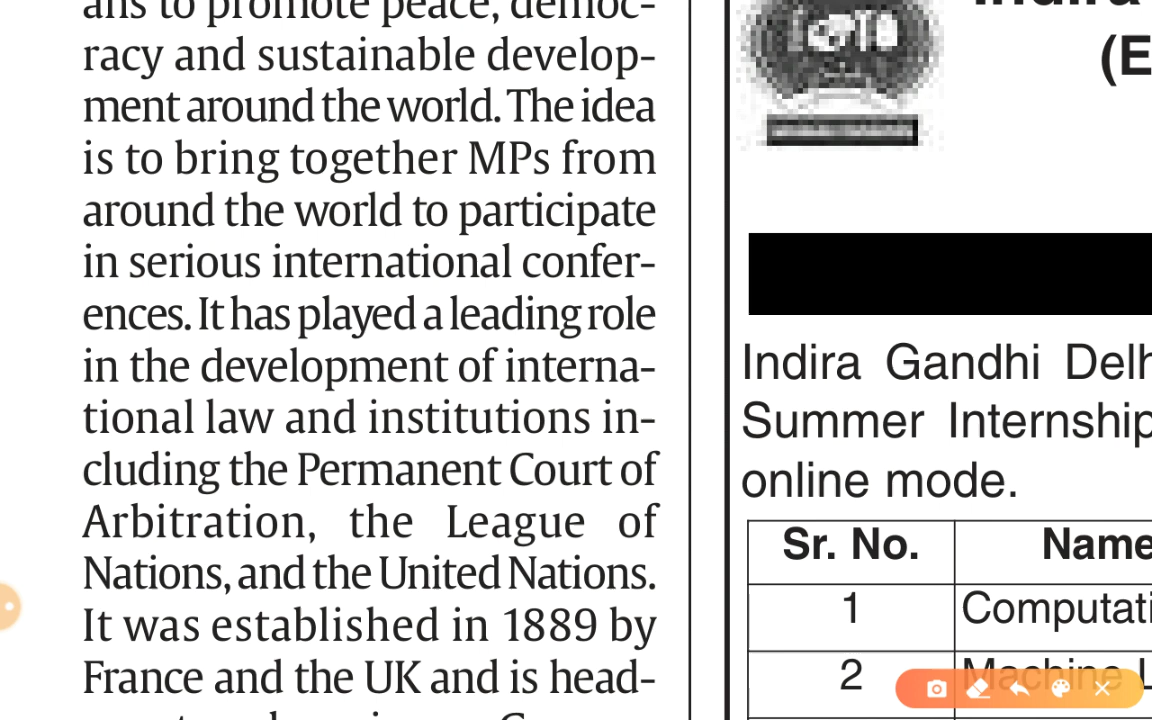 racy and sustainable develop-
ment around the world. The idea
is to bring together MPs from
around the world to participate
in serious international confer-
ences. It has played a leading role
in the development of interna-
tional law and institutions in-
cluding the Permanent Court of
Arbitration, the League of
Nations, and the United Nations.
It was established in 1889 by
France and the UK and is head-
(E
Indira Gandhi Delh
Summer Internship
online mode.
Sr. No. Name
1 Computati
2 Machine L